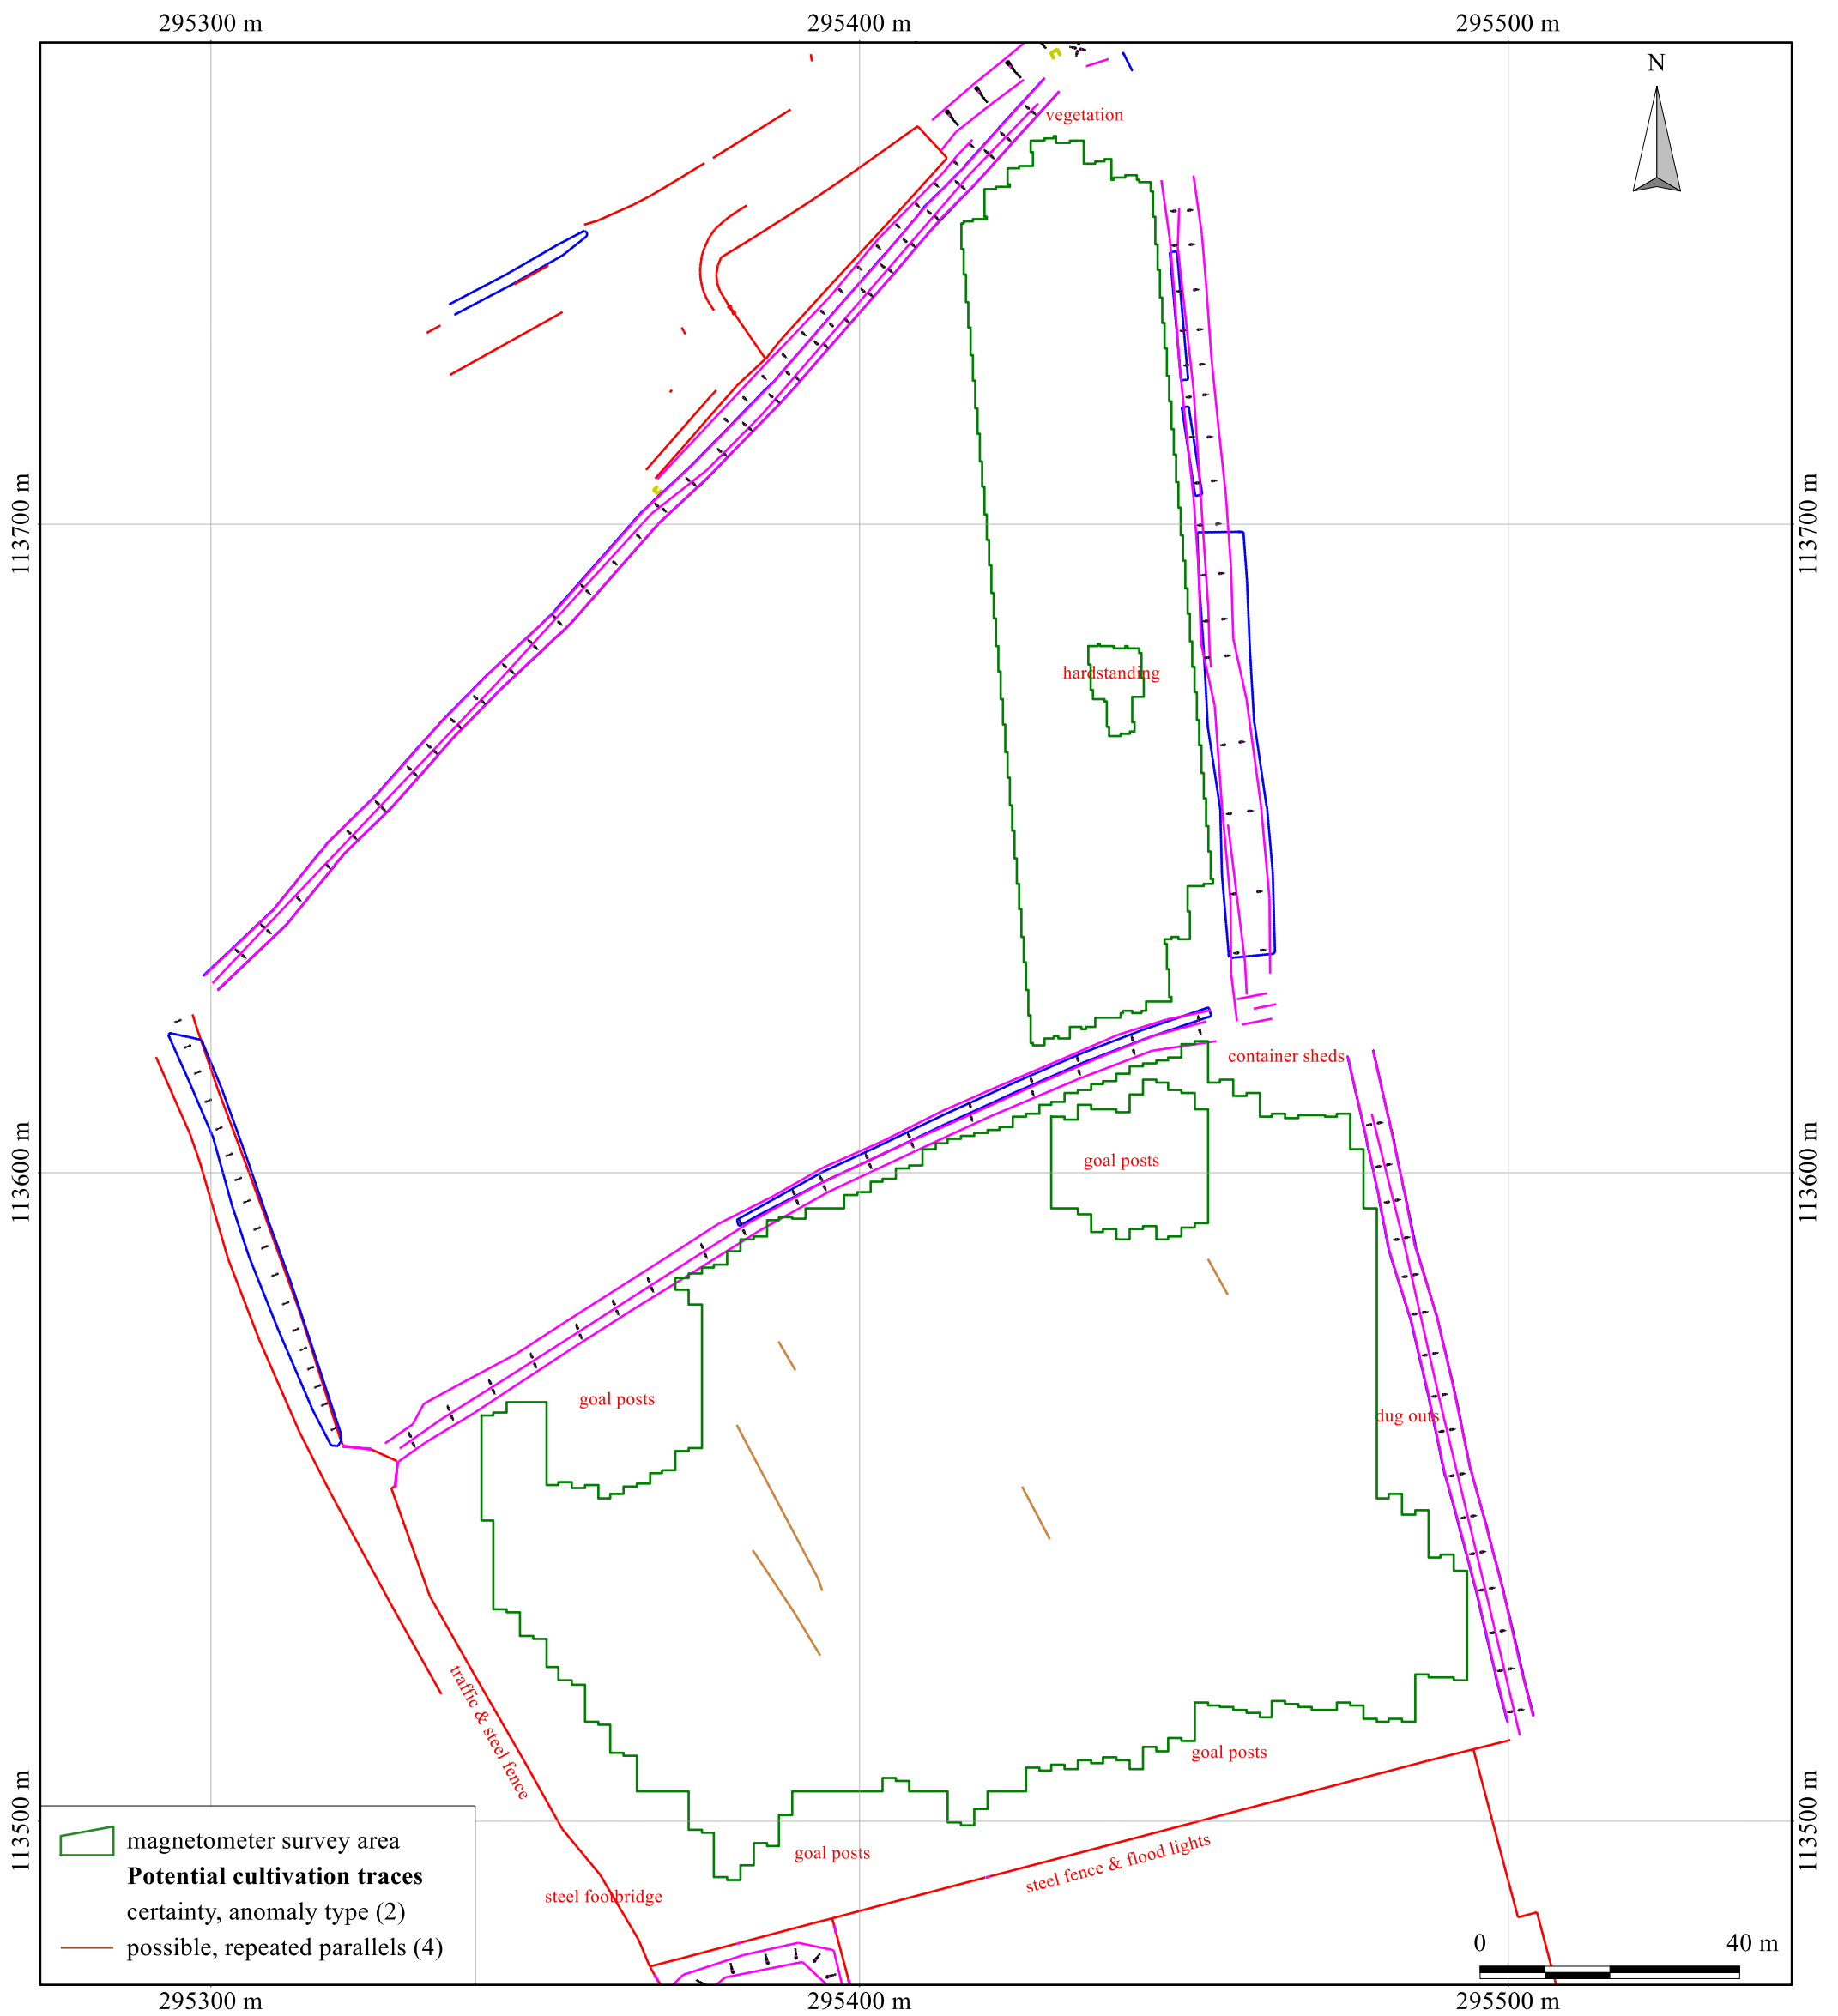 295300 m
295400 m
295500 m
N
vegetation
113700 m
113700 m
hardstanding
container sheds
goal posts
113600 m
113600 m
goal posts
dug outs
traffic & steel fence
goal posts
goal posts
steel fence & flood lights
steel footbridge
113500 m
113500 m
magnetometer survey area
Potential cultivation traces
certainty, anomaly type (2)
possible, repeated parallels (4)
0
40 m
295300 m
295400 m
295500 m